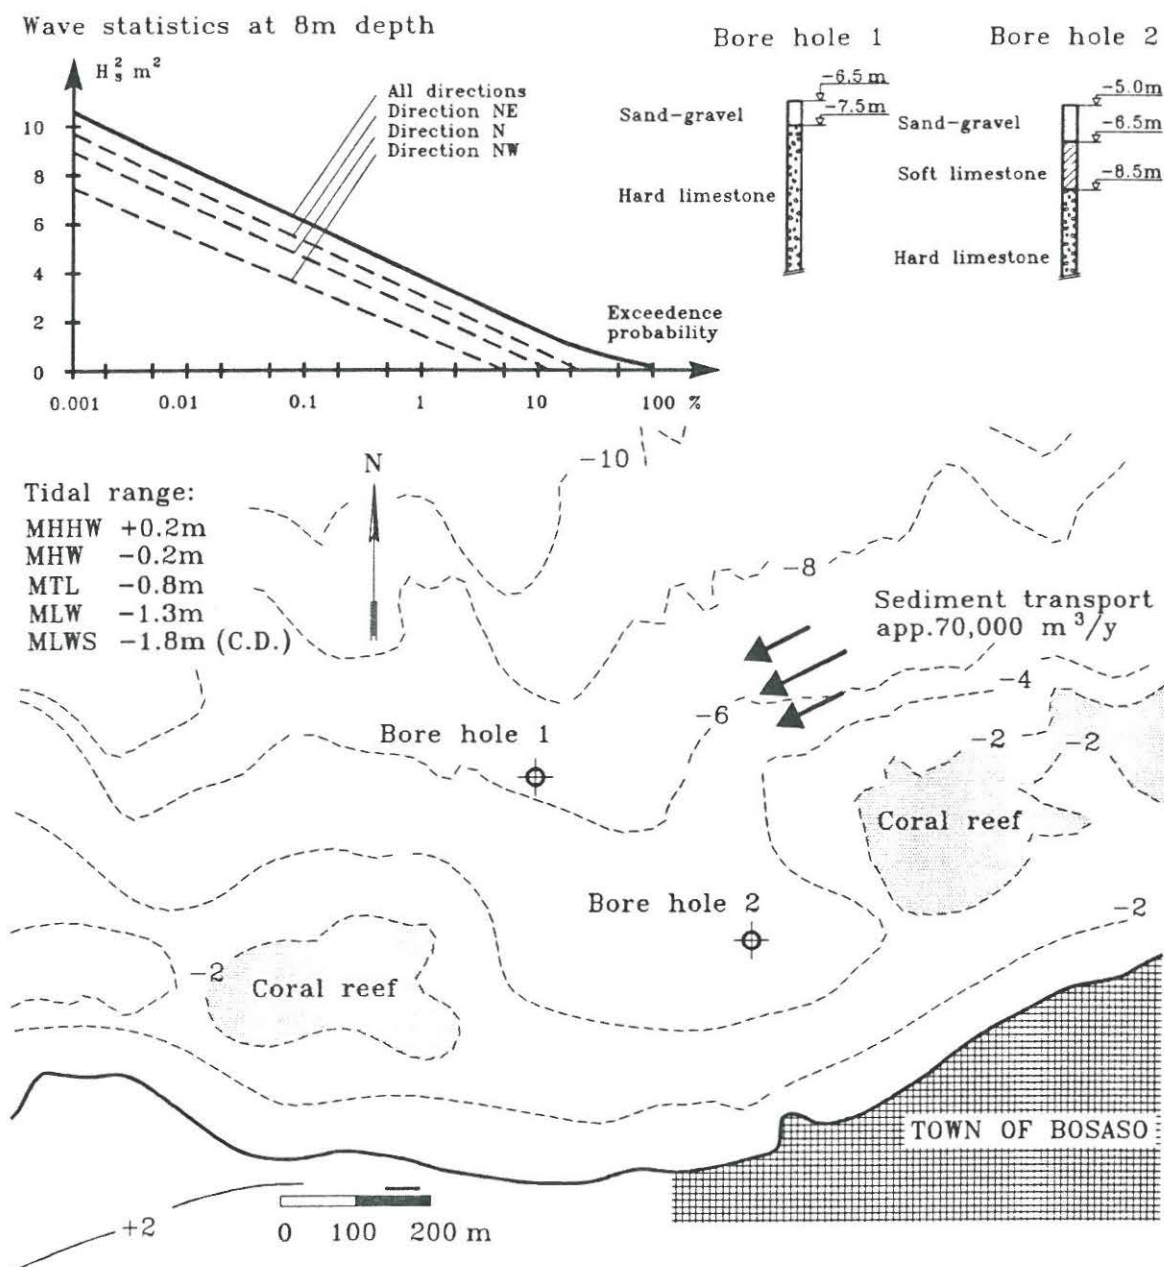 Wave statistics at 8m depth
H_s^2 m^2
All directions
Direction NE
Direction N
Direction NW
10
8
6
4
2
0
Exceedence
probability
0.001 0.01 0.1 1 10 100 %
Bore hole 1
-6.5 m
-7.5m
Sand-gravel
Hard limestone
Bore hole 2
-5.0m
-6.5m
-8.5m
Sand-gravel
Soft limestone
Hard limestone
Tidal range:
MHHW +0.2m
MHW -0.2m
MTL -0.8m
MLW -1.3m
MLWS -1.8m (C.D.)
N
-10
-8
Sediment transport
app.70,000 m^3/y
-4
-6
-2
-2
Bore hole 1
Coral reef
Bore hole 2
-2
-2
Coral reef
TOWN OF BOSASO
+2
0 100 200 m